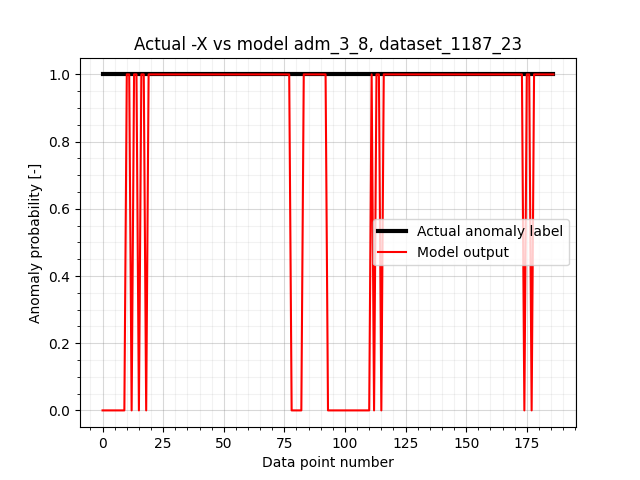 Actual -X vs model adm_3_8, dataset_1187_23
1.0
0.8
0.6
0.4
0.2
0.0
Anomaly probability [-]
Actual anomaly label
Model output
0 25 50 75 100 125 150 175
Data point number